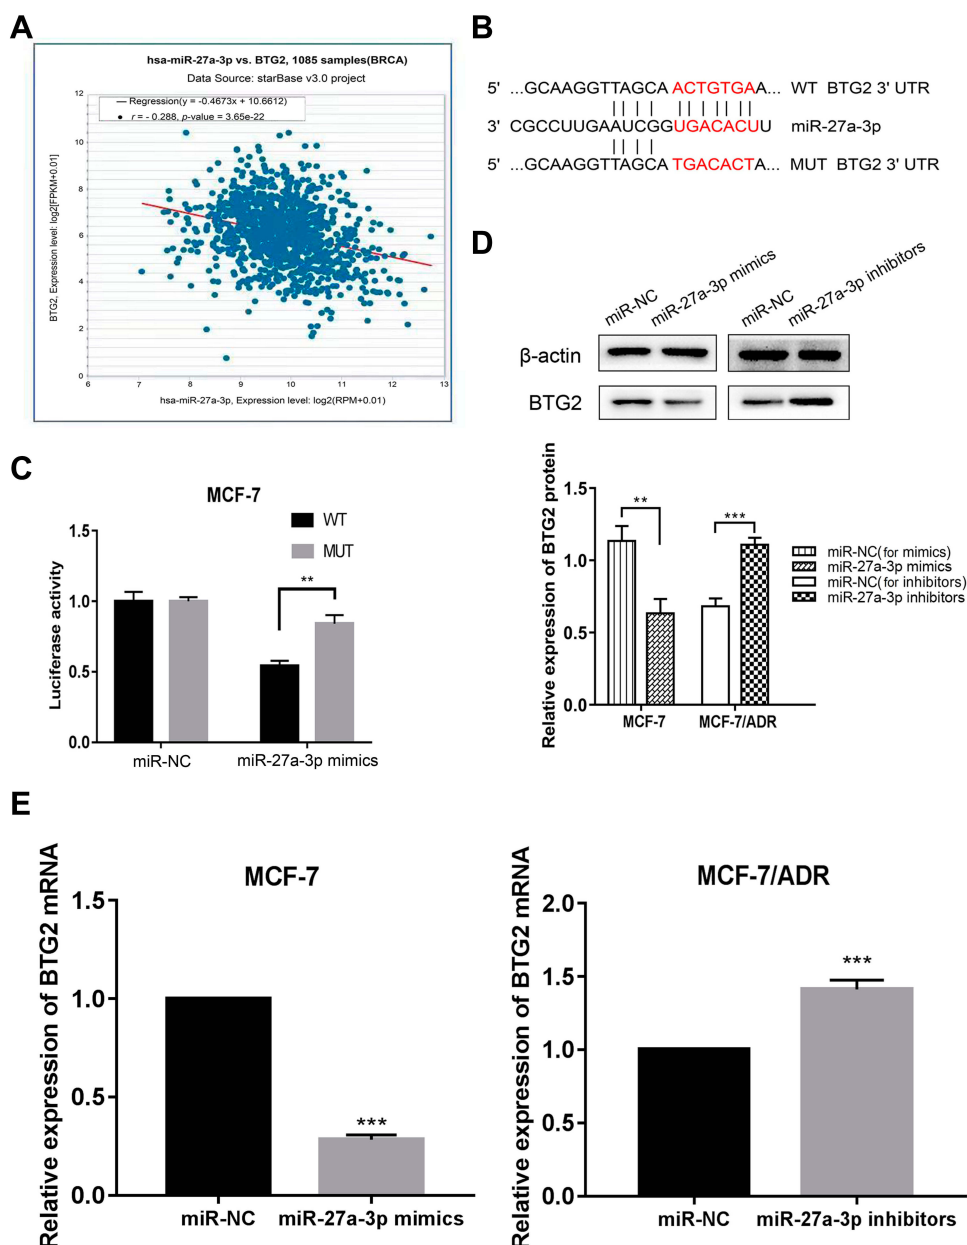 A
hsa-miR-27a-3p vs. BTG2, 1085 samples(BRCA)
Data Source: starBase v3.0 project
Regression(y = -0.4673x + 10.6612)
r = - 0.288, p-value = 3.65e-22
BTG2, Expression level: log2[FPKM+0.01]
12
10
8
6
4
2
0
6 7 8 9 10 11 12 13
hsa-miR-27a-3p, Expression level: log2(RPM+0.01)
B
5' ...GCAAGGTTAGCA ACTGTGAA... WT BTG2 3' UTR
3' CGCCUUGAAUCGGUGACACUU miR-27a-3p
5' ...GCAAGGTTAGCA TGACACTA... MUT BTG2 3' UTR
C
MCF-7
WT
MUT
**
Luciferase activity
1.5
1.0
0.5
0.0
miR-NC miR-27a-3p mimics
D
miR-NC miR-27a-3p mimics miR-NC miR-27a-3p inhibitors
β-actin
BTG2
Relative expression of BTG2 protein
1.5
1.0
0.5
0.0
** ***
MCF-7 MCF-7/ADR
miR-NC(for mimics)
miR-27a-3p mimics
miR-NC(for inhibitors)
miR-27a-3p inhibitors
E
MCF-7
Relative expression of BTG2 mRNA
1.5
1.0
0.5
0.0
***
miR-NC miR-27a-3p mimics
MCF-7/ADR
Relative expression of BTG2 mRNA
2.0
1.5
1.0
0.5
0.0
***
miR-NC miR-27a-3p inhibitors